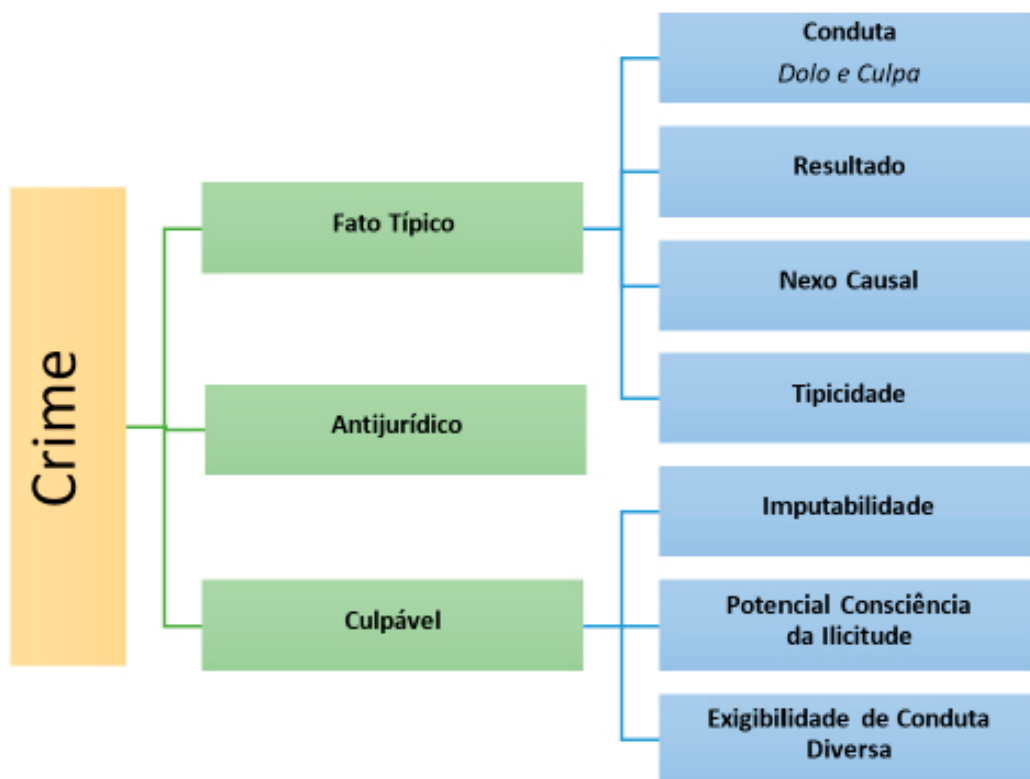 Crime
Fato Típico
Conduta
Dolo e Culpa
Resultado
Nexo Causal
Tipicidade
Antijurídico
Culpável
Imputabilidade
Potencial Consciência
da Ilicitude
Exigibilidade de Conduta
Diversa